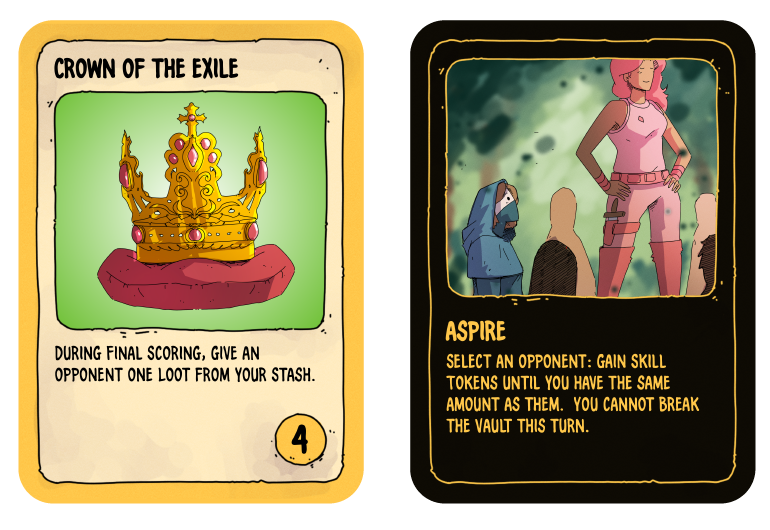 CROWN OF THE EXILE
DURING FINAL SCORING, GIVE AN
OPPONENT ONE LOOT FROM YOUR STASH.
4
ASPIRE
SELECT AN OPPONENT: GAIN SKILL
TOKENS UNTIL YOU HAVE THE SAME
AMOUNT AS THEM. YOU CANNOT BREAK
THE VAULT THIS TURN.